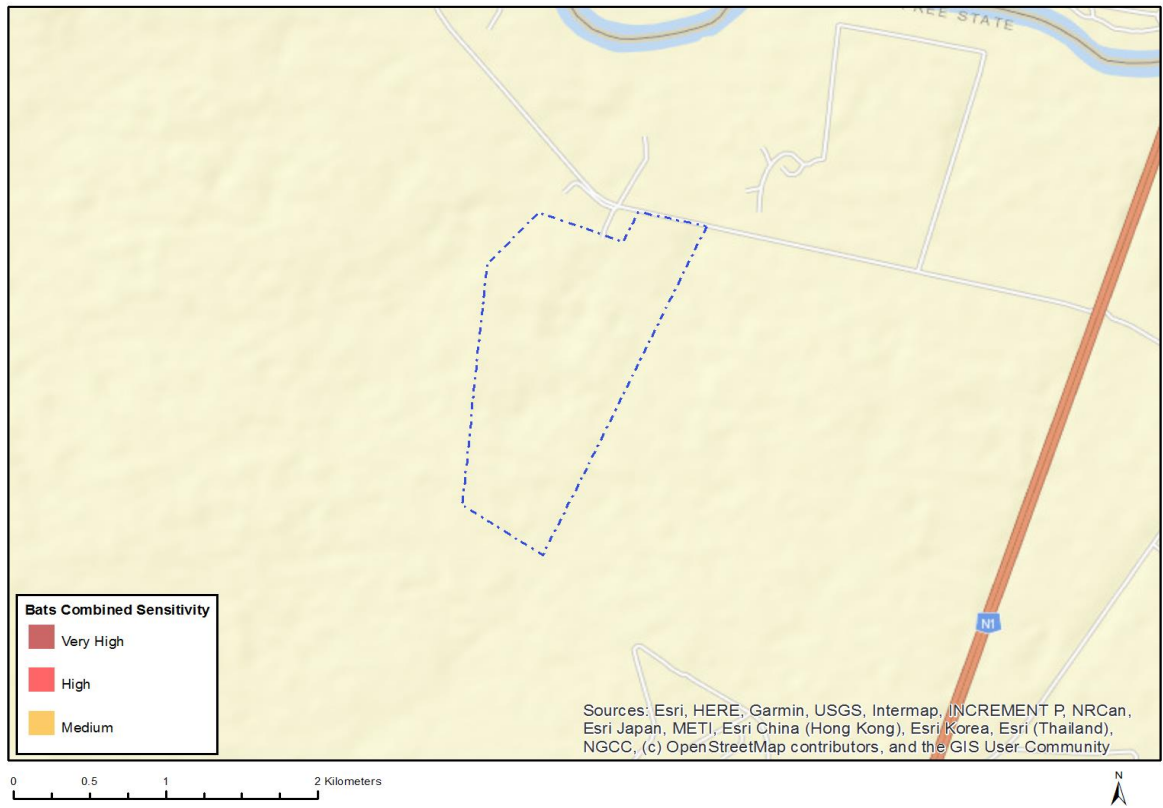 FREE STATE
N1
Bats Combined Sensitivity
Very High
High
Medium
Sources: Esri, HERE, Garmin, USGS, Intermap, INCREMENT P, NRCan,
Esri Japan, METI, Esri China (Hong Kong), Esri Korea, Esri (Thailand),
NGCC, (c) OpenStreetMap contributors, and the GIS User Community
0 0.5 1 2 Kilometers
N